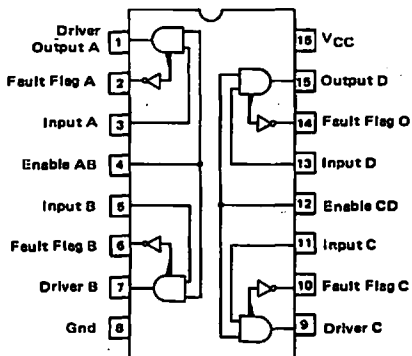 Driver
Output A 1
Fault Flag A 2
Input A 3
Enable AB 4
Input B 5
Fault Flag B 6
Driver B 7
Gnd 8
16 VCC
15 Output D
14 Fault Flag O
13 Input D
12 Enable CD
11 Input C
10 Fault Flag C
9 Driver C